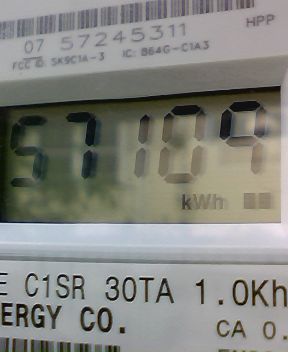 HPP
07 57245311
FCC ID: SK9C1A-3 IC: 864G-C1A3
57109
kWh
E C1SR 30TA 1.0Kh
ERGY CO.
CA 0.